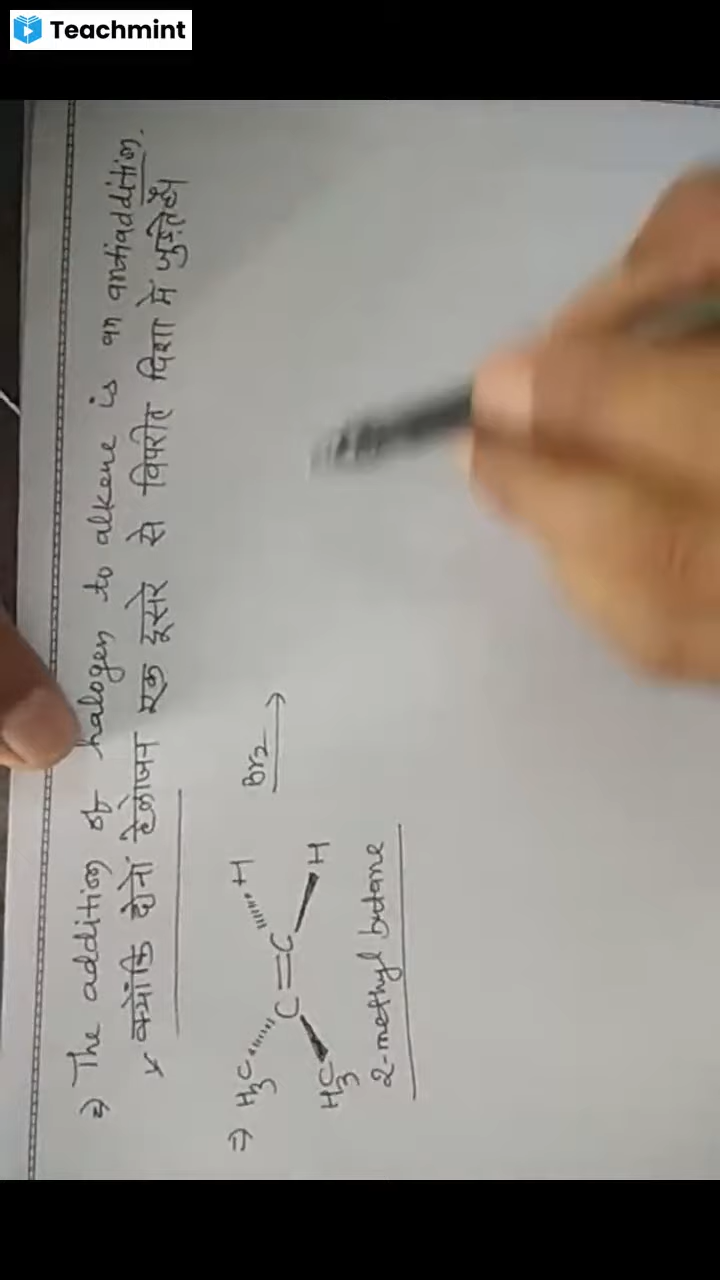 Teachmint
⇒ The addition of halogen to alkene is an antiaddition.
क्योंकि दोनों हैलोजन एक दूसरे से विपरीत दिशा में जुड़ते हैं
⇒ H3C H
C=C Br2 →
H3C H
2-methyl butane